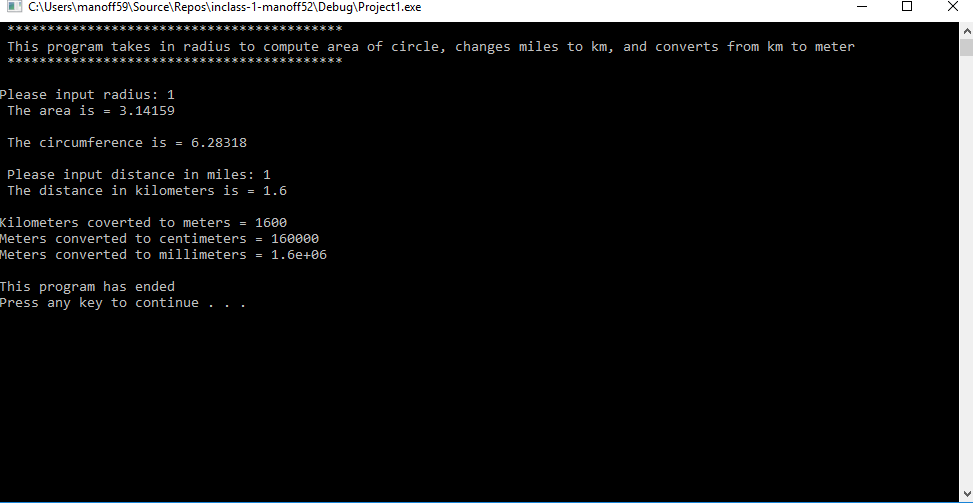 C:\Users\manoff59\Source\Repos\inclass-1-manoff52\Debug\Project1.exe
******************************************
This program takes in radius to compute area of circle, changes miles to km, and converts from km to meter
******************************************
Please input radius: 1
The area is = 3.14159
The circumference is = 6.28318
Please input distance in miles: 1
The distance in kilometers is = 1.6
Kilometers coverted to meters = 1600
Meters converted to centimeters = 160000
Meters converted to millimeters = 1.6e+06
This program has ended
Press any key to continue . . .